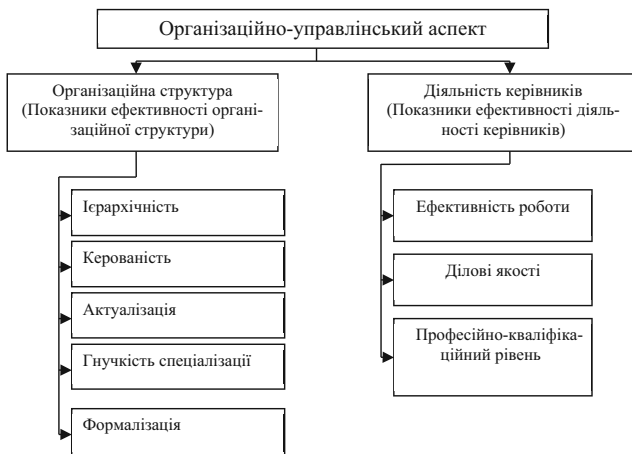 Організаційно-управлінський аспект
Організаційна структура
(Показники ефективності органі-
заційної структури)
Ієрархічність
Керованість
Актуалізація
Гнучкість спеціалізації
Формалізація
Діяльність керівників
(Показники ефективності діяль-
ності керівників)
Ефективність роботи
Ділові якості
Професійно-кваліфіка-
ційний рівень